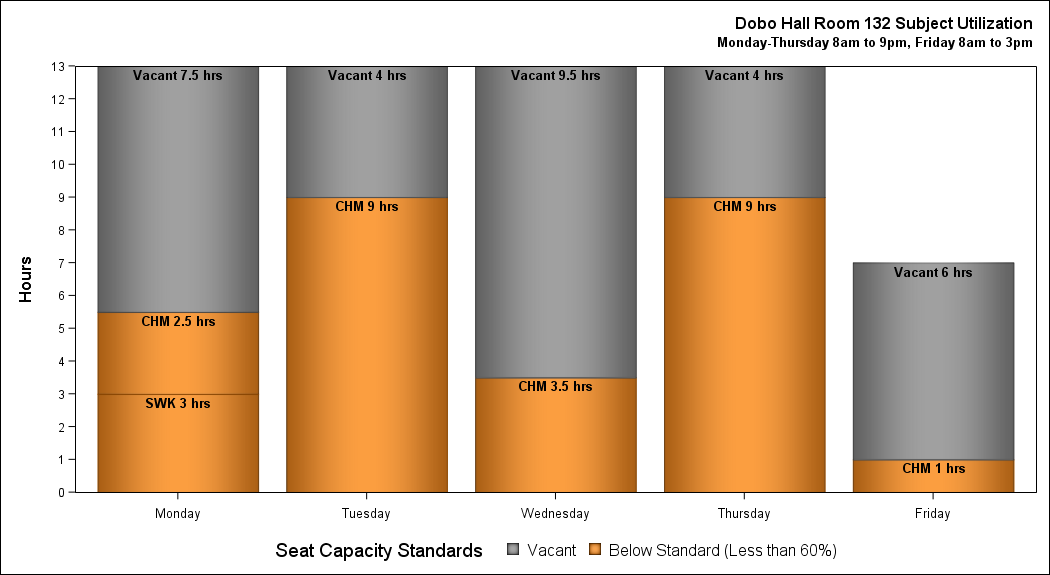 Dobo Hall Room 132 Subject Utilization
Monday-Thursday 8am to 9pm, Friday 8am to 3pm
Hours
13
12
11
10
9
8
7
6
5
4
3
2
1
0
Vacant 7.5 hrs
CHM 2.5 hrs
SWK 3 hrs
Vacant 4 hrs
CHM 9 hrs
Vacant 9.5 hrs
CHM 3.5 hrs
Vacant 4 hrs
CHM 9 hrs
Vacant 6 hrs
CHM 1 hrs
Monday Tuesday Wednesday Thursday Friday
Seat Capacity Standards Vacant Below Standard (Less than 60%)